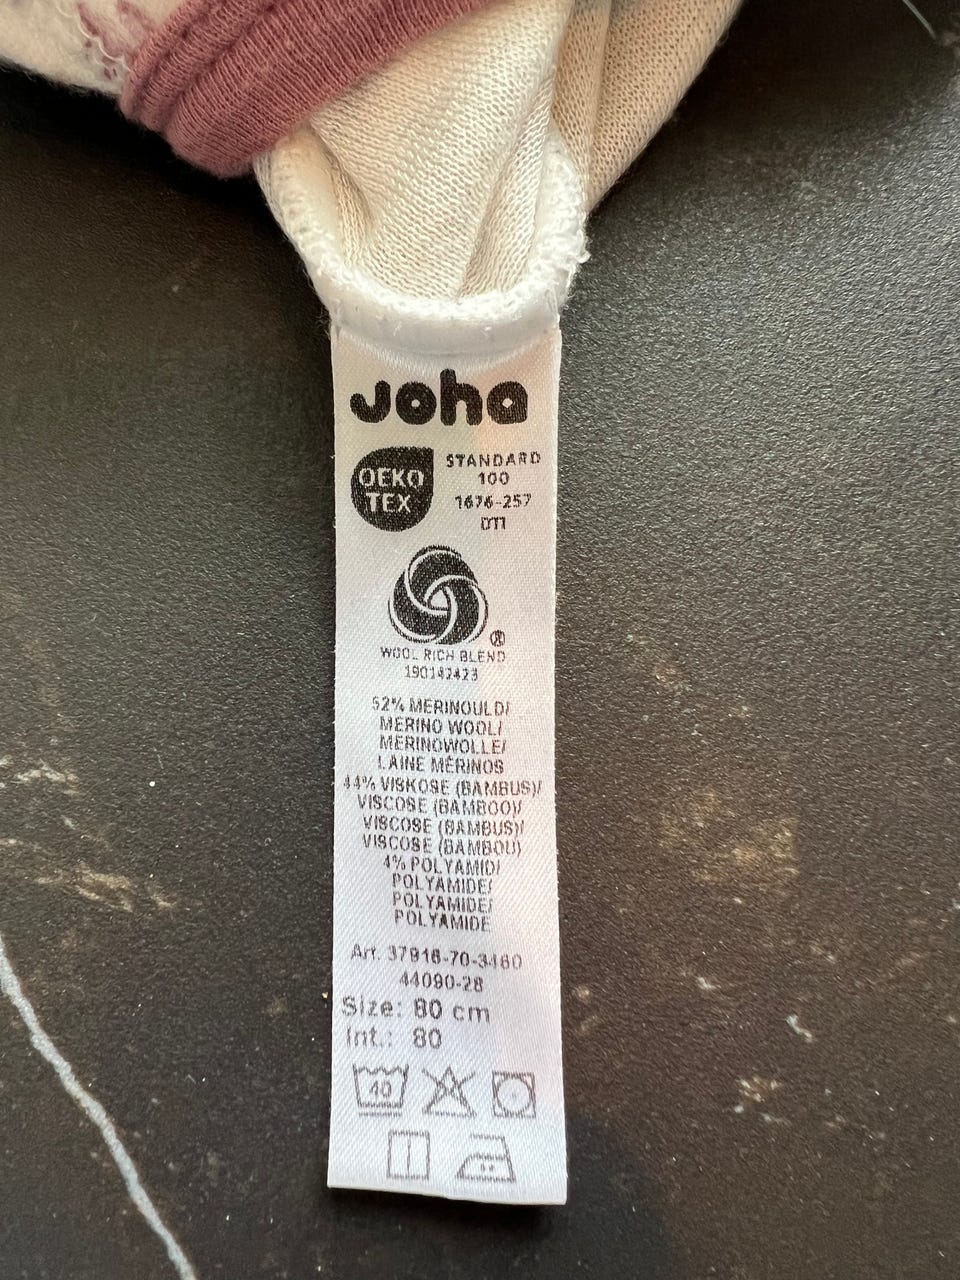 Joha
OEKO
TEX
STANDARD
100
1676-257
DTI
®
WOOL RICH BLEND
190142423
52% MERINOULD/
MERINO WOOL/
MERINOWOLLE/
LAINE MÉRINOS
44% VISKOSE (BAMBUS)/
VISCOSE (BAMBOO)/
VISCOSE (BAMBUS)/
VISCOSE (BAMBOU)
4% POLYAMID/
POLYAMIDE/
POLYAMIDE/
POLYAMIDE
Art. 37916-70-3460
44090-28
Size: 80 cm
Int.: 80
40